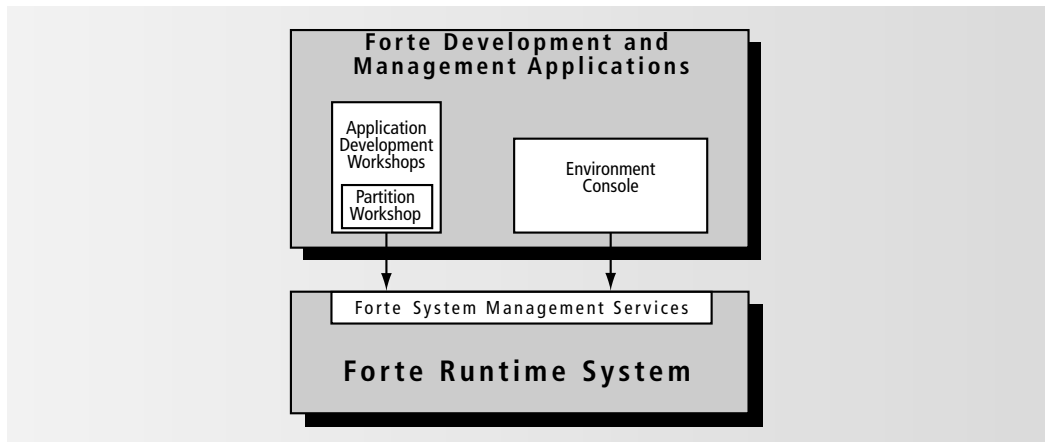 Forte Development and
Management Applications
Application
Development
Workshops
Partition
Workshop
Environment
Console
Forte System Management Services
Forte Runtime System